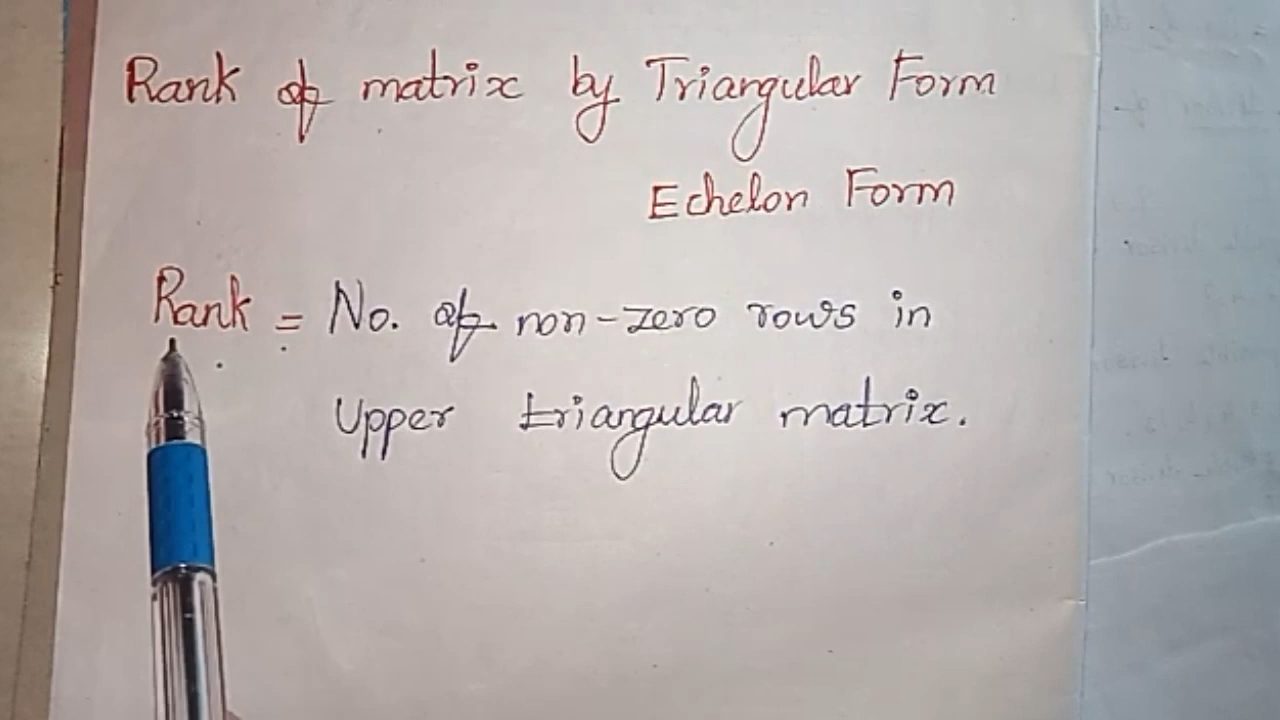 Rank of matrix by Triangular Form
Echelon Form
Rank = No. of non-zero rows in
Upper triangular matrix.